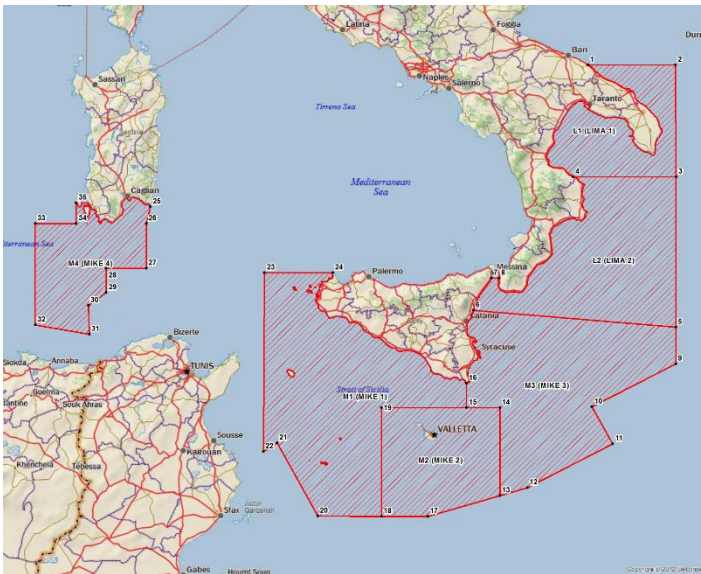 Latina
Foggia
Bari
1
2
Sassari
Naples
Salerno
Tirreno Sea
Taranto
L1 (LIMA 1)
Mediterranean
Sea
4
3
Cagliari
35
25
33
34
26
M4 (MIKE 4)
27
28
29
30
32
31
23
24
Palermo
Messina
7
8
L2 (LIMA 2)
6
Catania
5
Syracuse
9
Bizerte
Annaba
TUNIS
Guelma
Souk Ahras
Strait of Sicilia
16
M3 (MIKE 3)
M1 (MIKE 1)
19
15
14
10
VALLETTA
11
Sousse
21
22
Kairouan
Khenchela
Tebessa
M2 (MIKE 2)
13
12
Sfax
20
18
17
Gabes